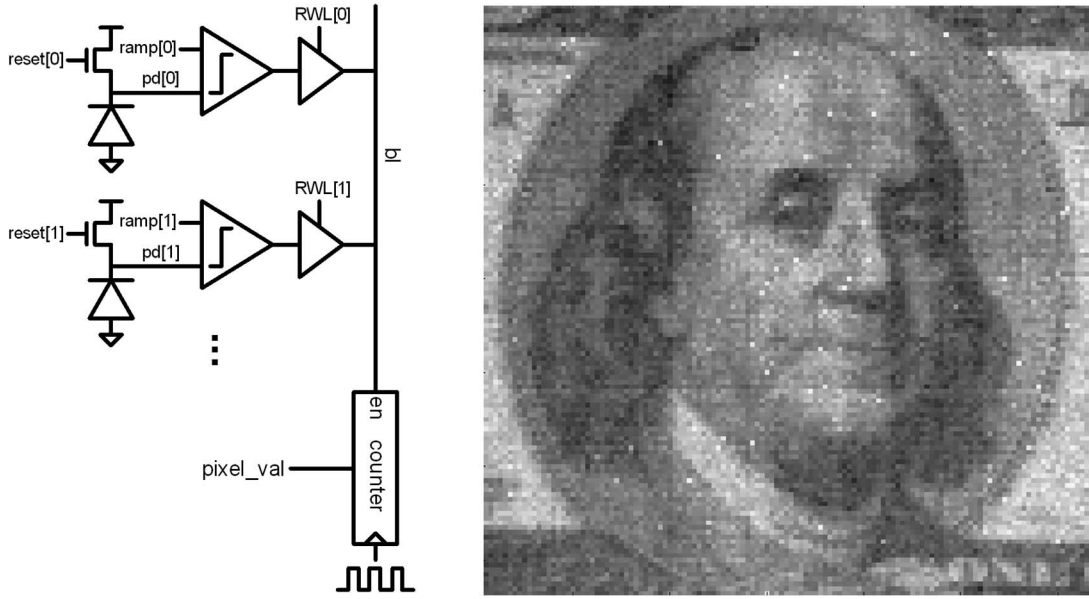 RWL[0]
reset[0]
ramp[0]
pd[0]
bl
RWL[1]
reset[1]
ramp[1]
pd[1]
...
en counter
pixel_val